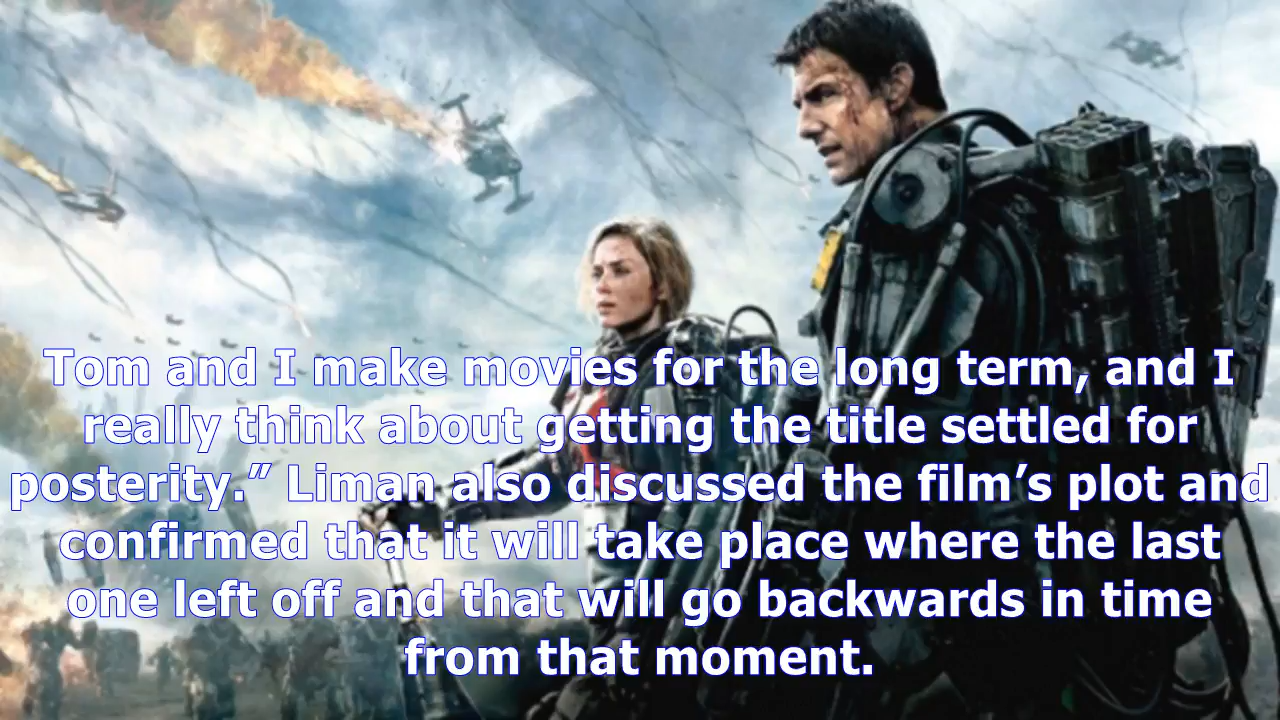 Tom and I make movies for the long term, and I
really think about getting the title settled for
posterity.” Liman also discussed the film’s plot and
confirmed that it will take place where the last
one left off and that will go backwards in time
from that moment.